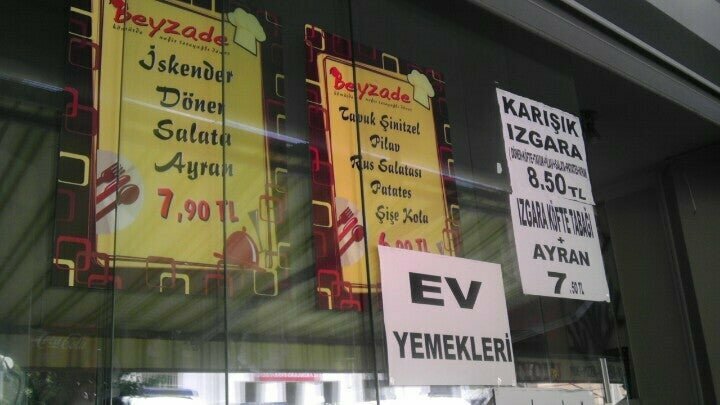 Beyzade
İskender
Döner
Salata
Ayran
7,90 TL
Beyzade
Tavuk Şinitzel
Pilav
Rus Salatası
Patates
Şişe Kola
EV
YEMEKLERİ
KARIŞIK
IZGARA
8.50 TL
IZGARA KÜFTE TABAĞI
+
AYRAN
7.50 TL